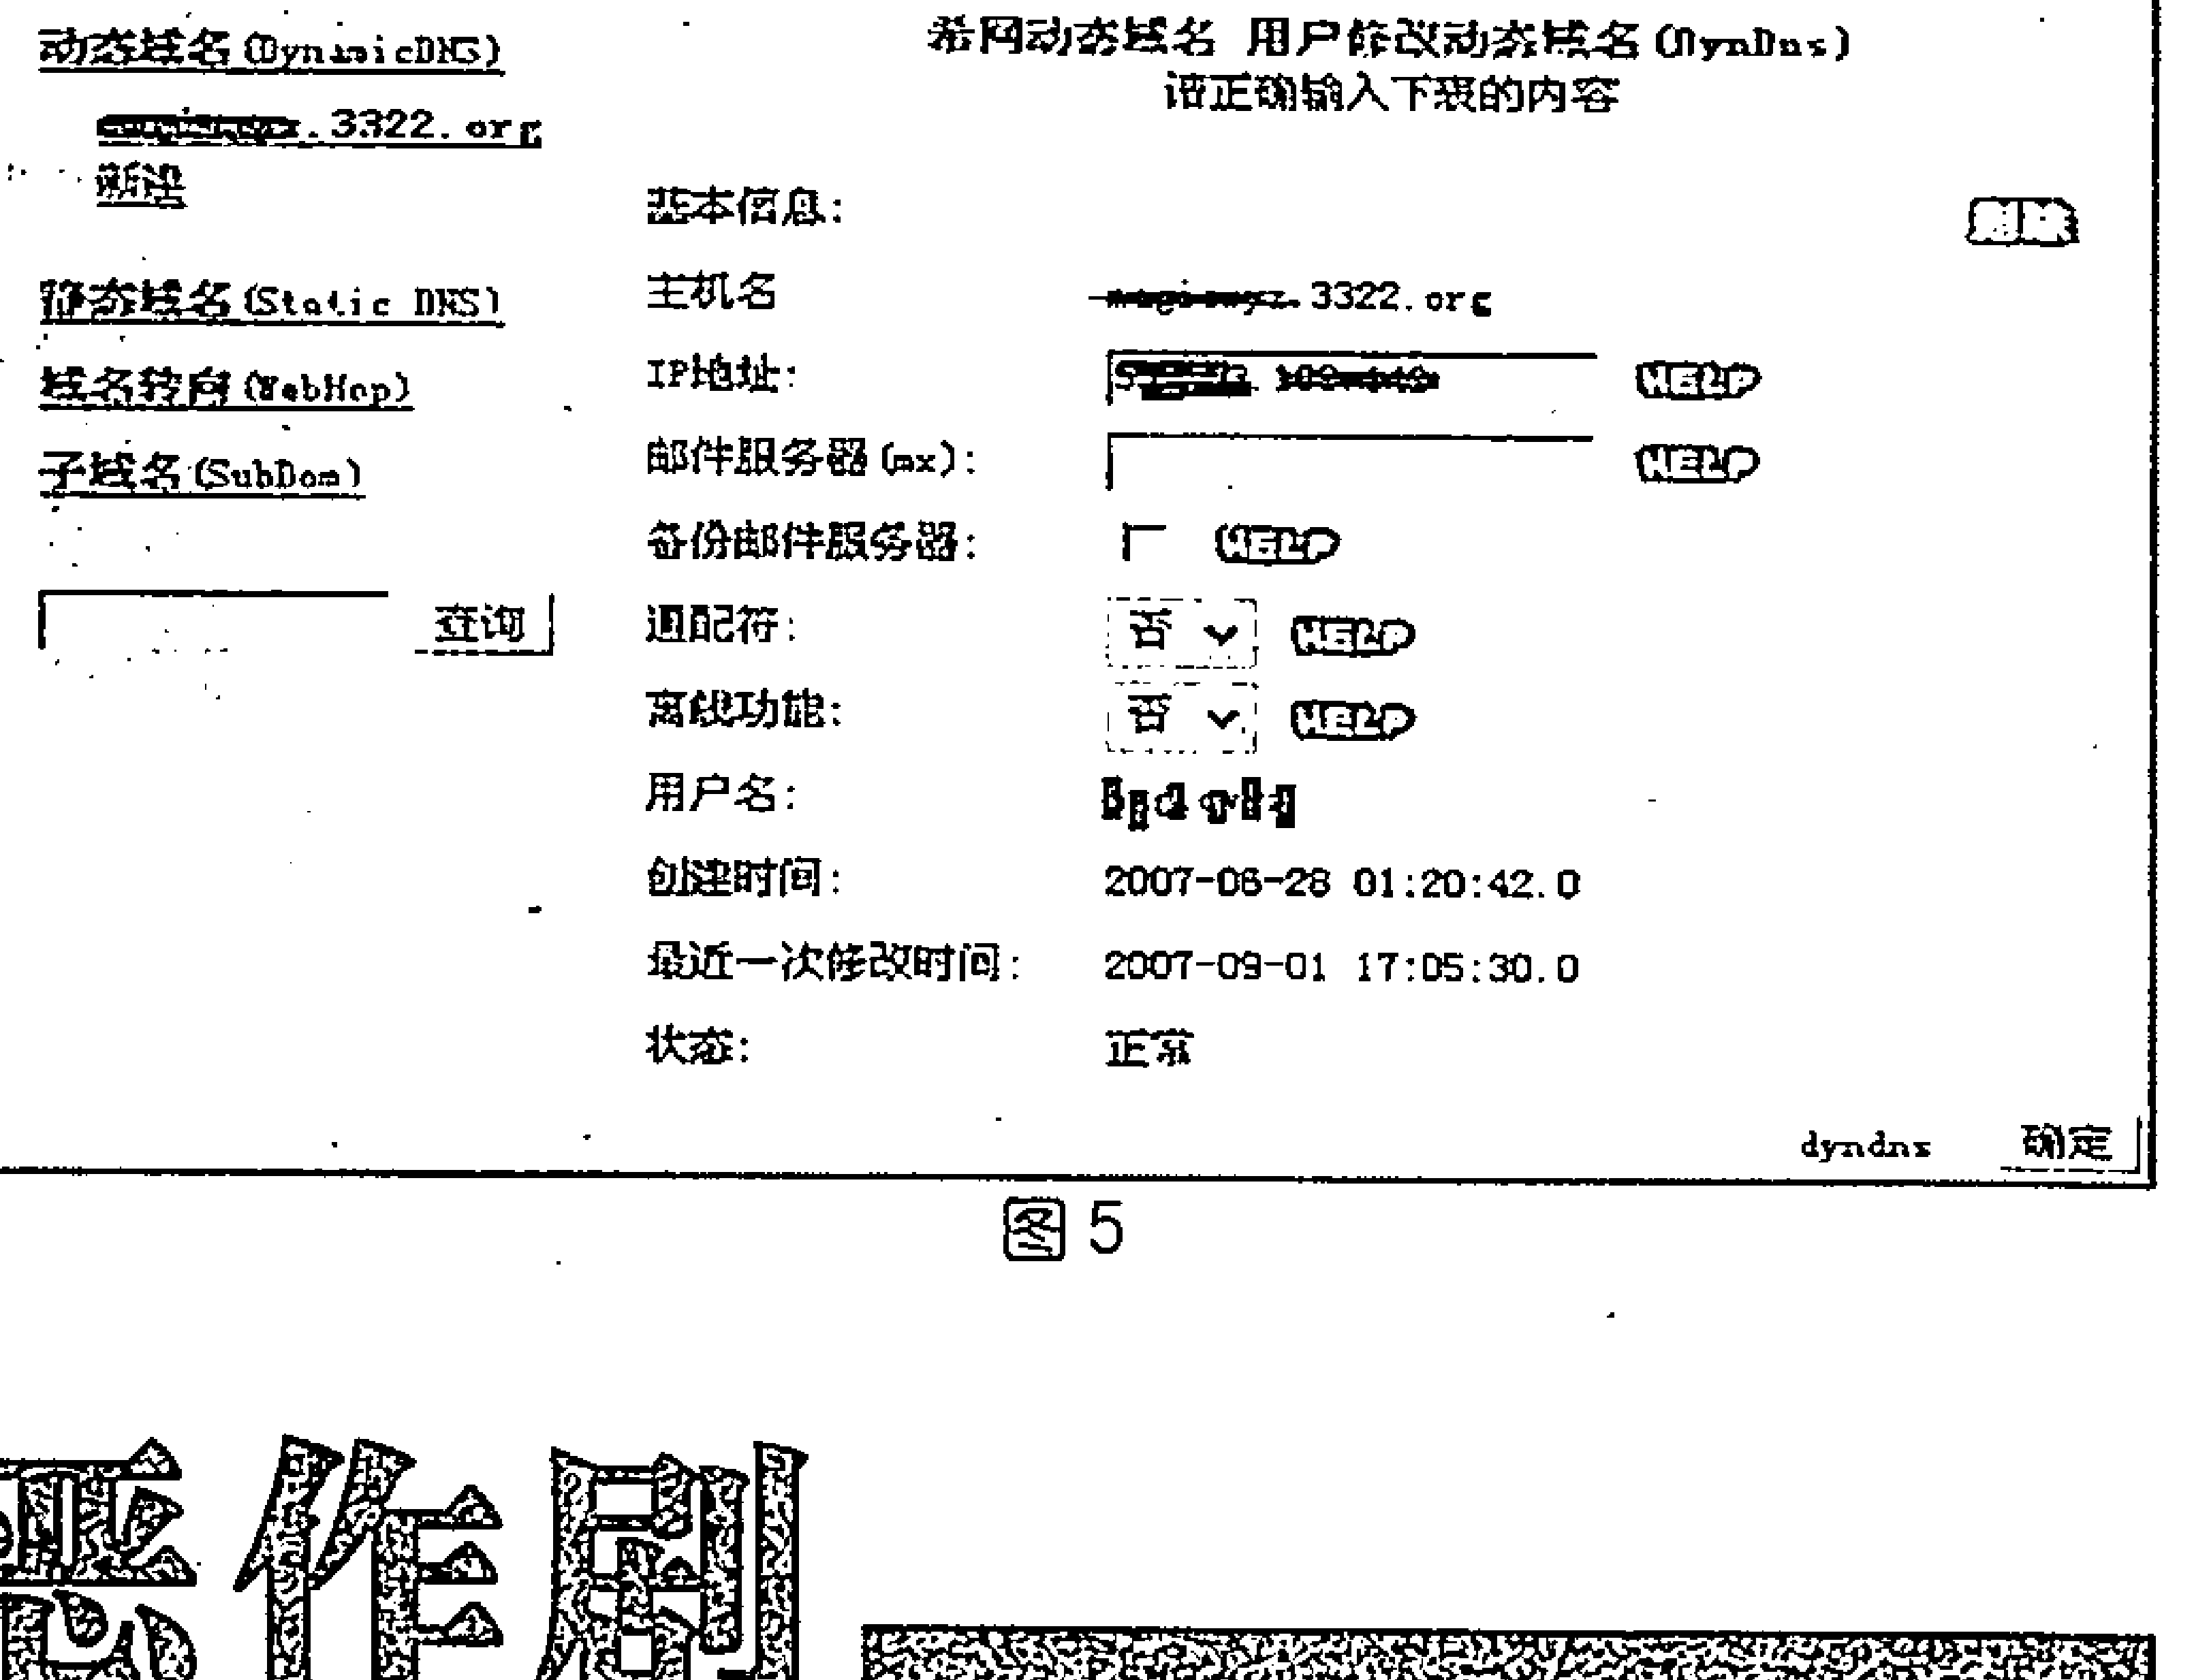 动态域名(DynamicDNS)
.3322.org
新设
静态域名(Static DNS)
域名转向(WebHop)
子域名(SubDom)
查询
希网动态域名 用户修改动态域名(DynDns)
请正确输入下表的内容
基本信息:
删除
主机名 .3322.org
IP地址: HELP
邮件服务器(mx): HELP
备份邮件服务器: HELP
通配符: 否 HELP
离线功能: 否 HELP
用户名:
创建时间: 2007-06-28 01:20:42.0
最近一次修改时间: 2007-09-01 17:05:30.0
状态: 正常
dyndns 确定
图 5
恶作剧